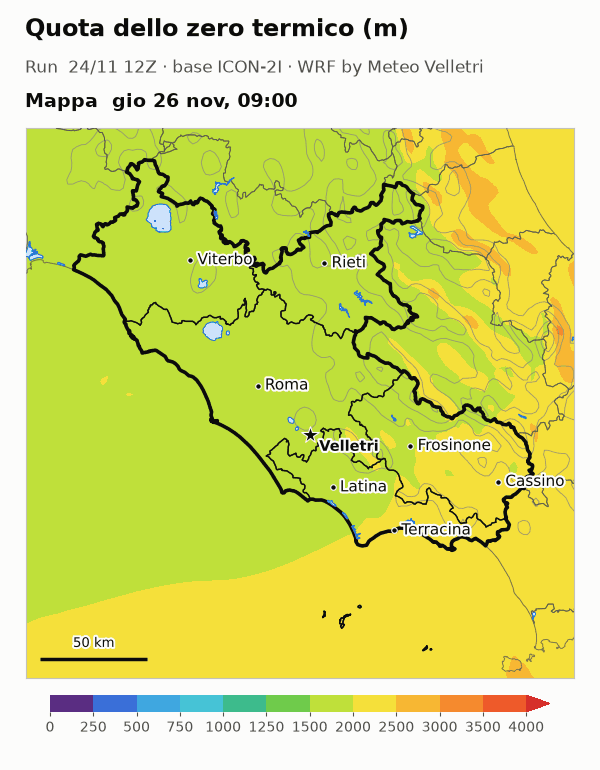 Quota dello zero termico (m)
Run  24/11 12Z · base ICON-2I · WRF by Meteo Velletri
Mappa  gio 26 nov, 09:00
Viterbo
Rieti
Roma
Velletri
Frosinone
Latina
Cassino
Terracina
50 km
0 250 500 750 1000 1250 1500 2000 2500 3000 3500 4000